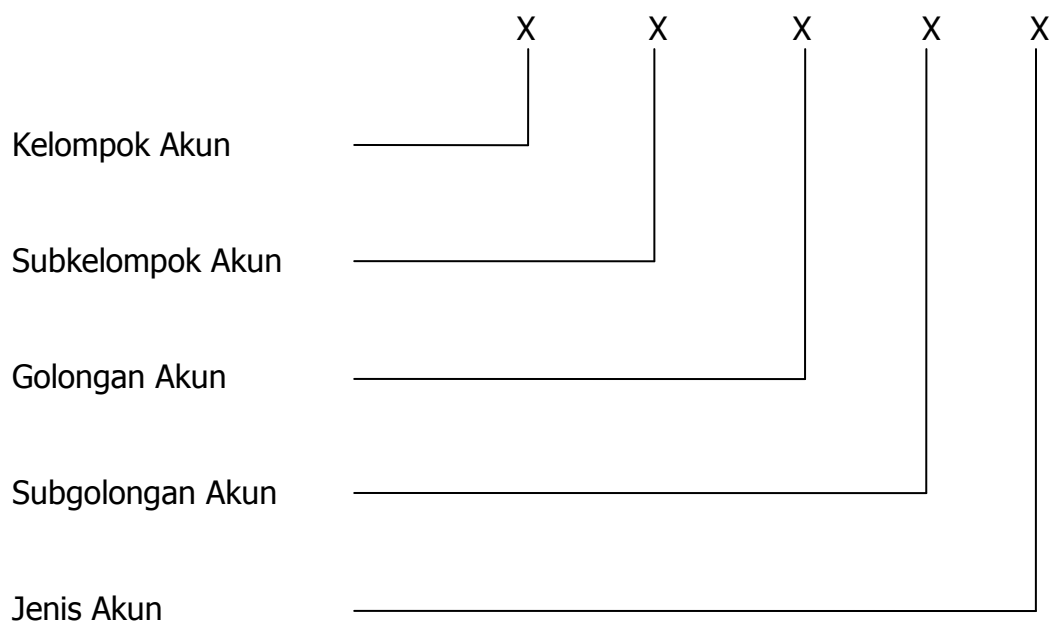 X X X X X
Kelompok Akun
Subkelompok Akun
Golongan Akun
Subgolongan Akun
Jenis Akun